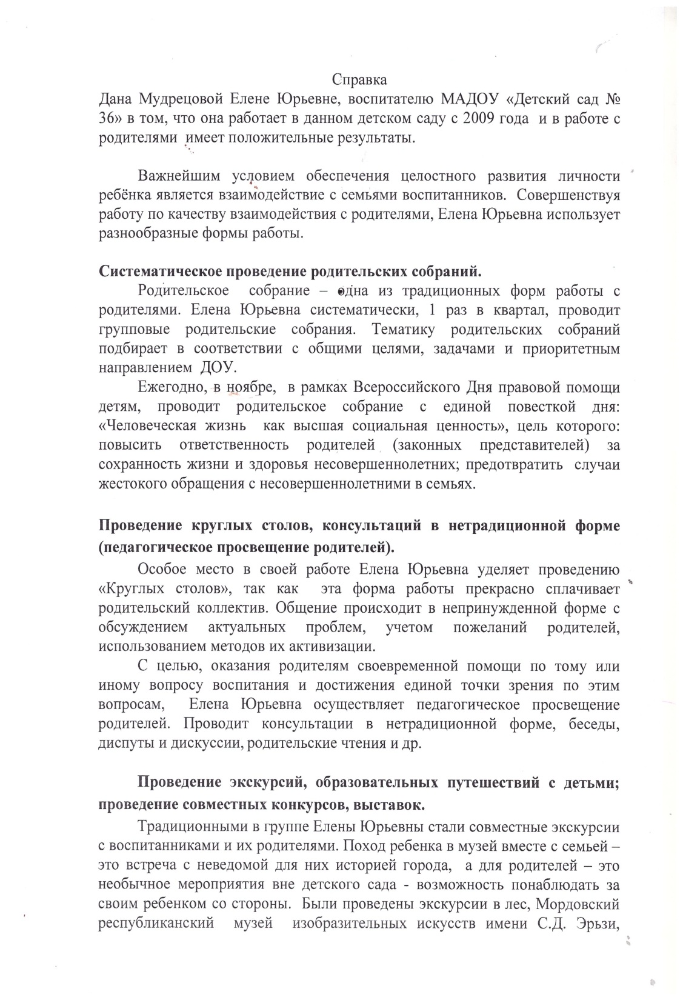 Справка
Дана Мудрецовой Елене Юрьевне, воспитателю МАДОУ «Детский сад №
36» в том, что она работает в данном детском саду с 2009 года и в работе с
родителями имеет положительные результаты.
Важнейшим условием обеспечения целостного развития личности
ребёнка является взаимодействие с семьями воспитанников. Совершенствуя
работу по качеству взаимодействия с родителями, Елена Юрьевна использует
разнообразные формы работы.
Систематическое проведение родительских собраний.
Родительское собрание – одна из традиционных форм работы с
родителями. Елена Юрьевна систематически, 1 раз в квартал, проводит
групповые родительские собрания. Тематику родительских собраний
подбирает в соответствии с общими целями, задачами и приоритетным
направлением ДОУ.
Ежегодно, в ноябре, в рамках Всероссийского Дня правовой помощи
детям, проводит родительское собрание с единой повесткой дня:
«Человеческая жизнь как высшая социальная ценность», цель которого:
повысить ответственность родителей (законных представителей) за
сохранность жизни и здоровья несовершеннолетних; предотвратить случаи
жестокого обращения с несовершеннолетними в семьях.
Проведение круглых столов, консультаций в нетрадиционной форме
(педагогическое просвещение родителей).
Особое место в своей работе Елена Юрьевна уделяет проведению
«Круглых столов», так как эта форма работы прекрасно сплачивает
родительский коллектив. Общение происходит в непринужденной форме с
обсуждением актуальных проблем, учетом пожеланий родителей,
использованием методов их активизации.
С целью, оказания родителям своевременной помощи по тому или
иному вопросу воспитания и достижения единой точки зрения по этим
вопросам, Елена Юрьевна осуществляет педагогическое просвещение
родителей. Проводит консультации в нетрадиционной форме, беседы,
диспуты и дискуссии, родительские чтения и др.
Проведение экскурсий, образовательных путешествий с детьми;
проведение совместных конкурсов, выставок.
Традиционными в группе Елены Юрьевны стали совместные экскурсии
с воспитанниками и их родителями. Поход ребенка в музей вместе с семьей –
это встреча с неведомой для них историей города, а для родителей – это
необычное мероприятия вне детского сада - возможность понаблюдать за
своим ребенком со стороны. Были проведены экскурсии в лес, Мордовский
республиканский музей изобразительных искусств имени С.Д. Эрьзи,